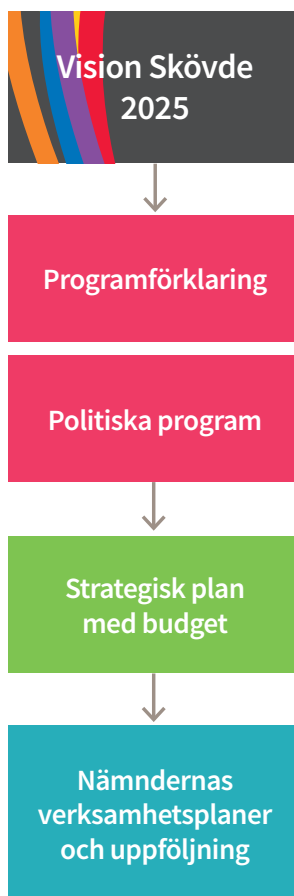 Vision Skövde
2025
Programförklaring
Politiska program
Strategisk plan
med budget
Nämndernas
verksamhetsplaner
och uppföljning